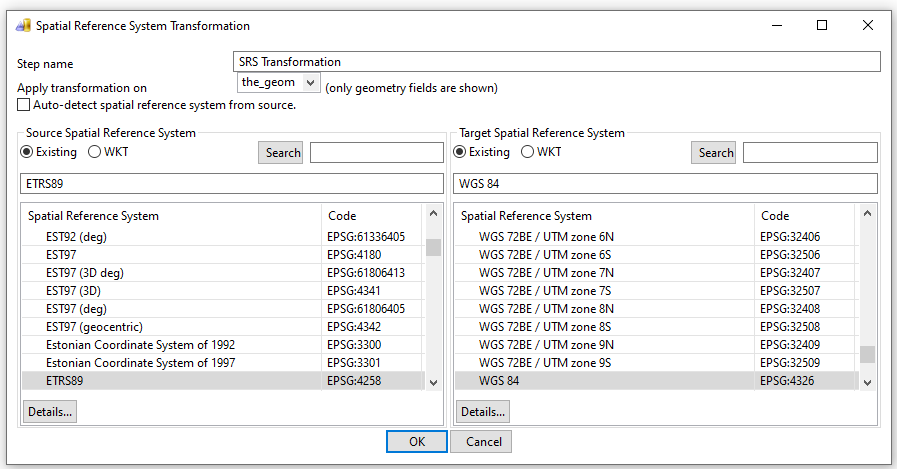 Spatial Reference System Transformation
Step name SRS Transformation
Apply transformation on the_geom (only geometry fields are shown)
Auto-detect spatial reference system from source.
Source Spatial Reference System
Existing WKT Search
ETRS89
Spatial Reference System Code
EST92 (deg) EPSG:61336405
EST97 EPSG:4180
EST97 (3D deg) EPSG:61806413
EST97 (3D) EPSG:4341
EST97 (deg) EPSG:61806405
EST97 (geocentric) EPSG:4342
Estonian Coordinate System of 1992 EPSG:3300
Estonian Coordinate System of 1997 EPSG:3301
ETRS89 EPSG:4258
Details...
Target Spatial Reference System
Existing WKT Search
WGS 84
Spatial Reference System Code
WGS 72BE / UTM zone 6N EPSG:32406
WGS 72BE / UTM zone 6S EPSG:32506
WGS 72BE / UTM zone 7N EPSG:32407
WGS 72BE / UTM zone 7S EPSG:32507
WGS 72BE / UTM zone 8N EPSG:32408
WGS 72BE / UTM zone 8S EPSG:32508
WGS 72BE / UTM zone 9N EPSG:32409
WGS 72BE / UTM zone 9S EPSG:32509
WGS 84 EPSG:4326
Details...
OK Cancel